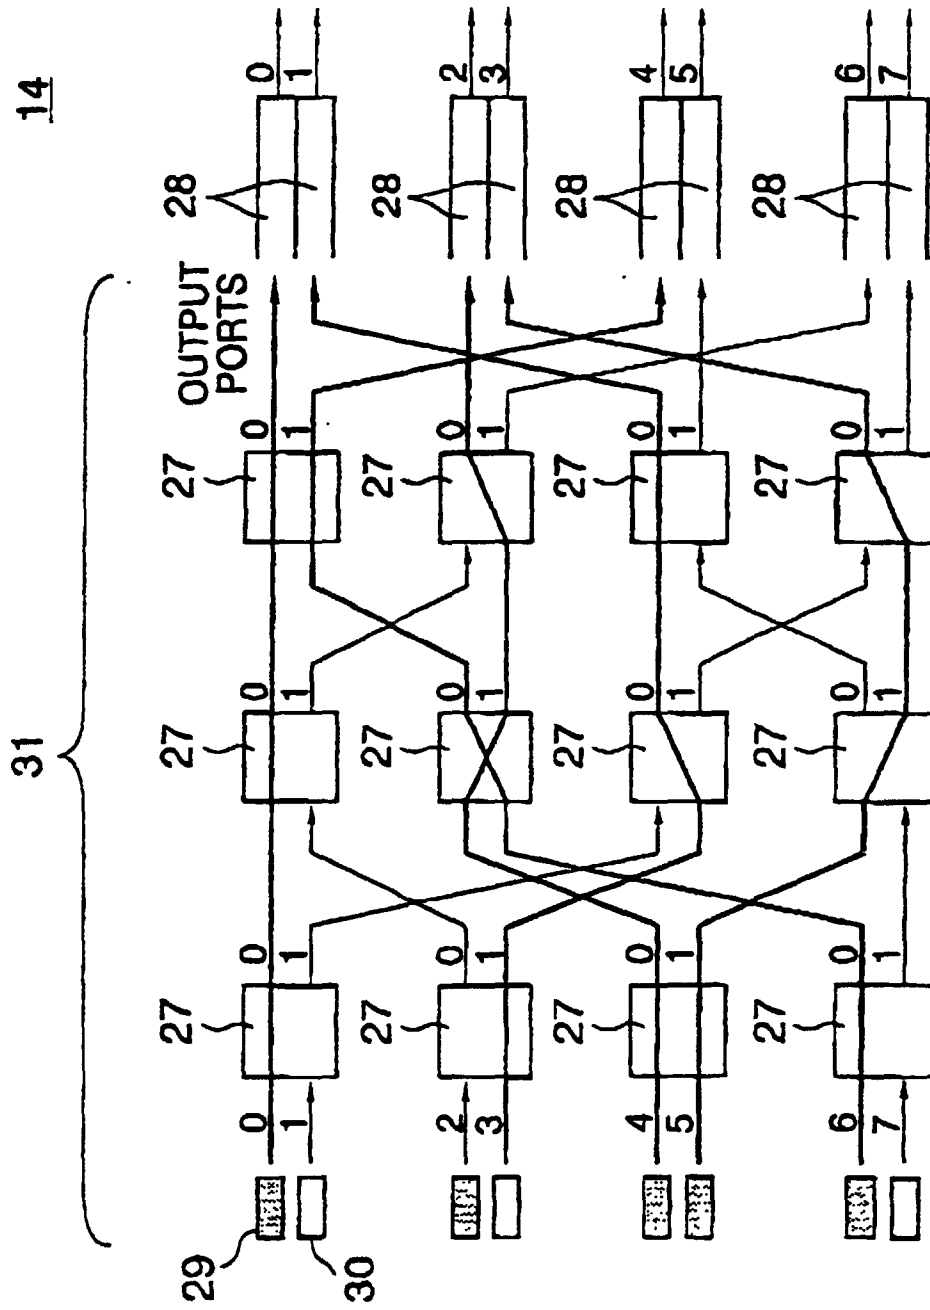 31
14
27 27 27 28
29
OUTPUT
PORTS
0 0 0 0 0
1 1 1 1 1
30
27 27 27 28
2 0 0 0 2
3 1 1 1 3
27 27 27 28
4 0 0 0 4
5 1 1 1 5
27 27 27 28
6 0 0 0 6
7 1 1 1 7